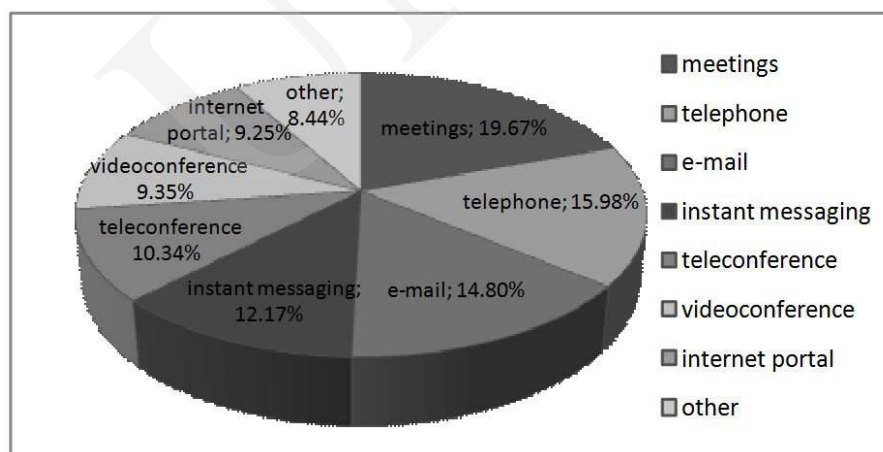 other;
8.44%
internet
portal; 9.25%
meetings; 19.67%
videoconference
9.35%
telephone; 15.98%
teleconference
10.34%
instant messaging;
12.17%
e-mail; 14.80%
meetings
telephone
e-mail
instant messaging
teleconference
videoconference
internet portal
other